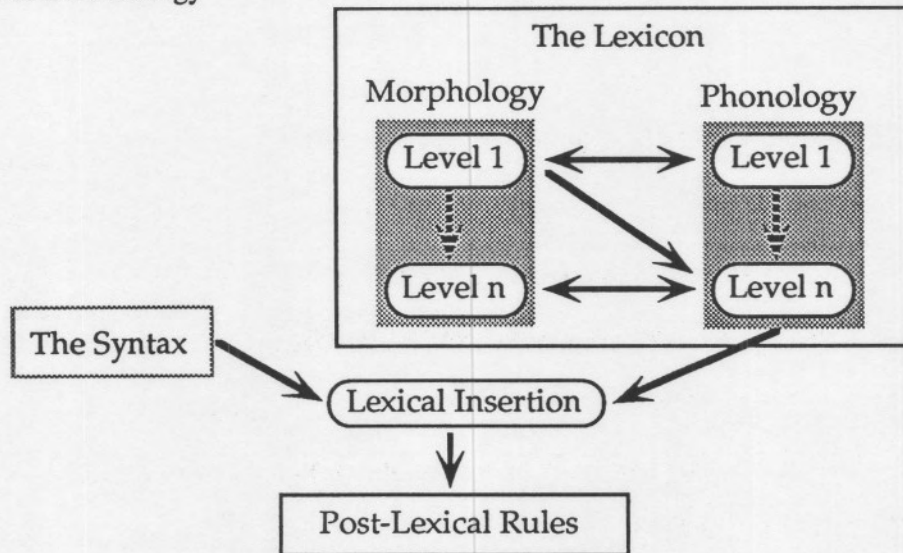 The Lexicon
Morphology Phonology
Level 1 Level 1
Level n Level n
The Syntax
Lexical Insertion
Post-Lexical Rules